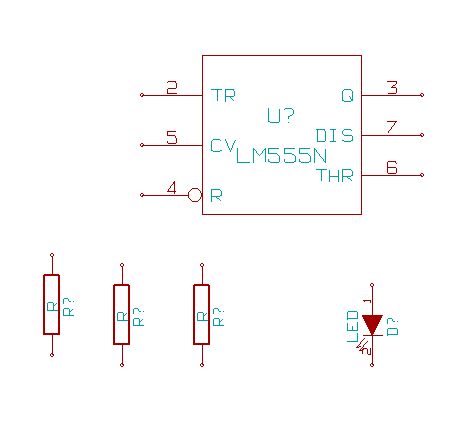 2 TR Q 3
U?
5 CV DIS 7
LM555N
4 R THR 6
R R?
R R?
R R?
LED 1 2 D?